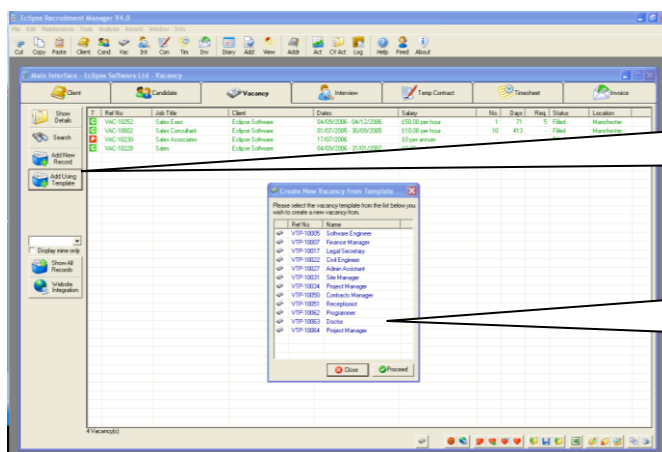 Eclipse Recruitment Manager V4.0
File Edit Maintenance Tools Analysis Recent Window Info
Cut Copy Paste Client Cand Vac Int Con Tim Inv Diary Add View Addr Act CV Act Log Help Feed About
Main Interface - Eclipse Software Ltd - Vacancy
Client Candidate Vacancy Interview Temp Contract Timesheet Invoice
Show Details
Search
Add New Record
Add Using Template
Display mine only
Show All Records
Website Integration
T Ref No Job Title Client Dates Salary No. Days Req Status Location
C VAC-10252 Sales Exec Eclipse Software 04/09/2006 - 04/12/2006 £50.00 per hour 1 71 5 Filled Manchester
C VAC-10002 Sales Consultant Eclipse Software 01/07/2005 - 30/09/2005 £10.00 per hour 10 413 - Filled Manchester
P VAC-10230 Sales Associates Eclipse Software 17/07/2006 £0 per annum
C VAC-10228 Sales Eclipse Software 04/09/2006 - 31/01/2007
Create New Vacancy from Template
Please select the vacancy template from the list below you
wish to create a new vacancy from.
Ref No Name
VTP-10005 Software Engineer
VTP-10007 Finance Manager
VTP-10017 Legal Secretary
VTP-10022 Civil Engineer
VTP-10027 Admin Assistant
VTP-10031 Site Manager
VTP-10034 Project Manager
VTP-10050 Contracts Manager
VTP-10051 Receptionist
VTP-10062 Programmer
VTP-10063 Doctor
VTP-10064 Project Manager
Close Proceed
4 Vacancy(s)